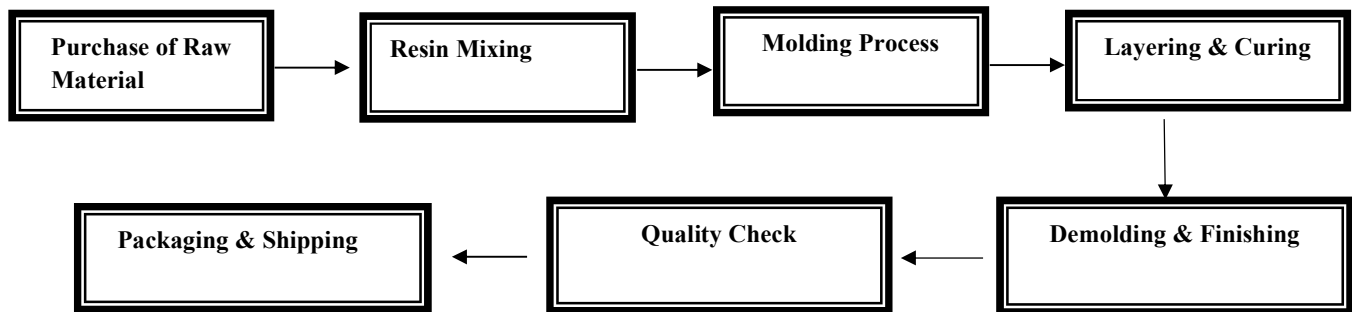 Purchase of Raw
Material
Resin Mixing
Molding Process
Layering & Curing
Demolding & Finishing
Quality Check
Packaging & Shipping